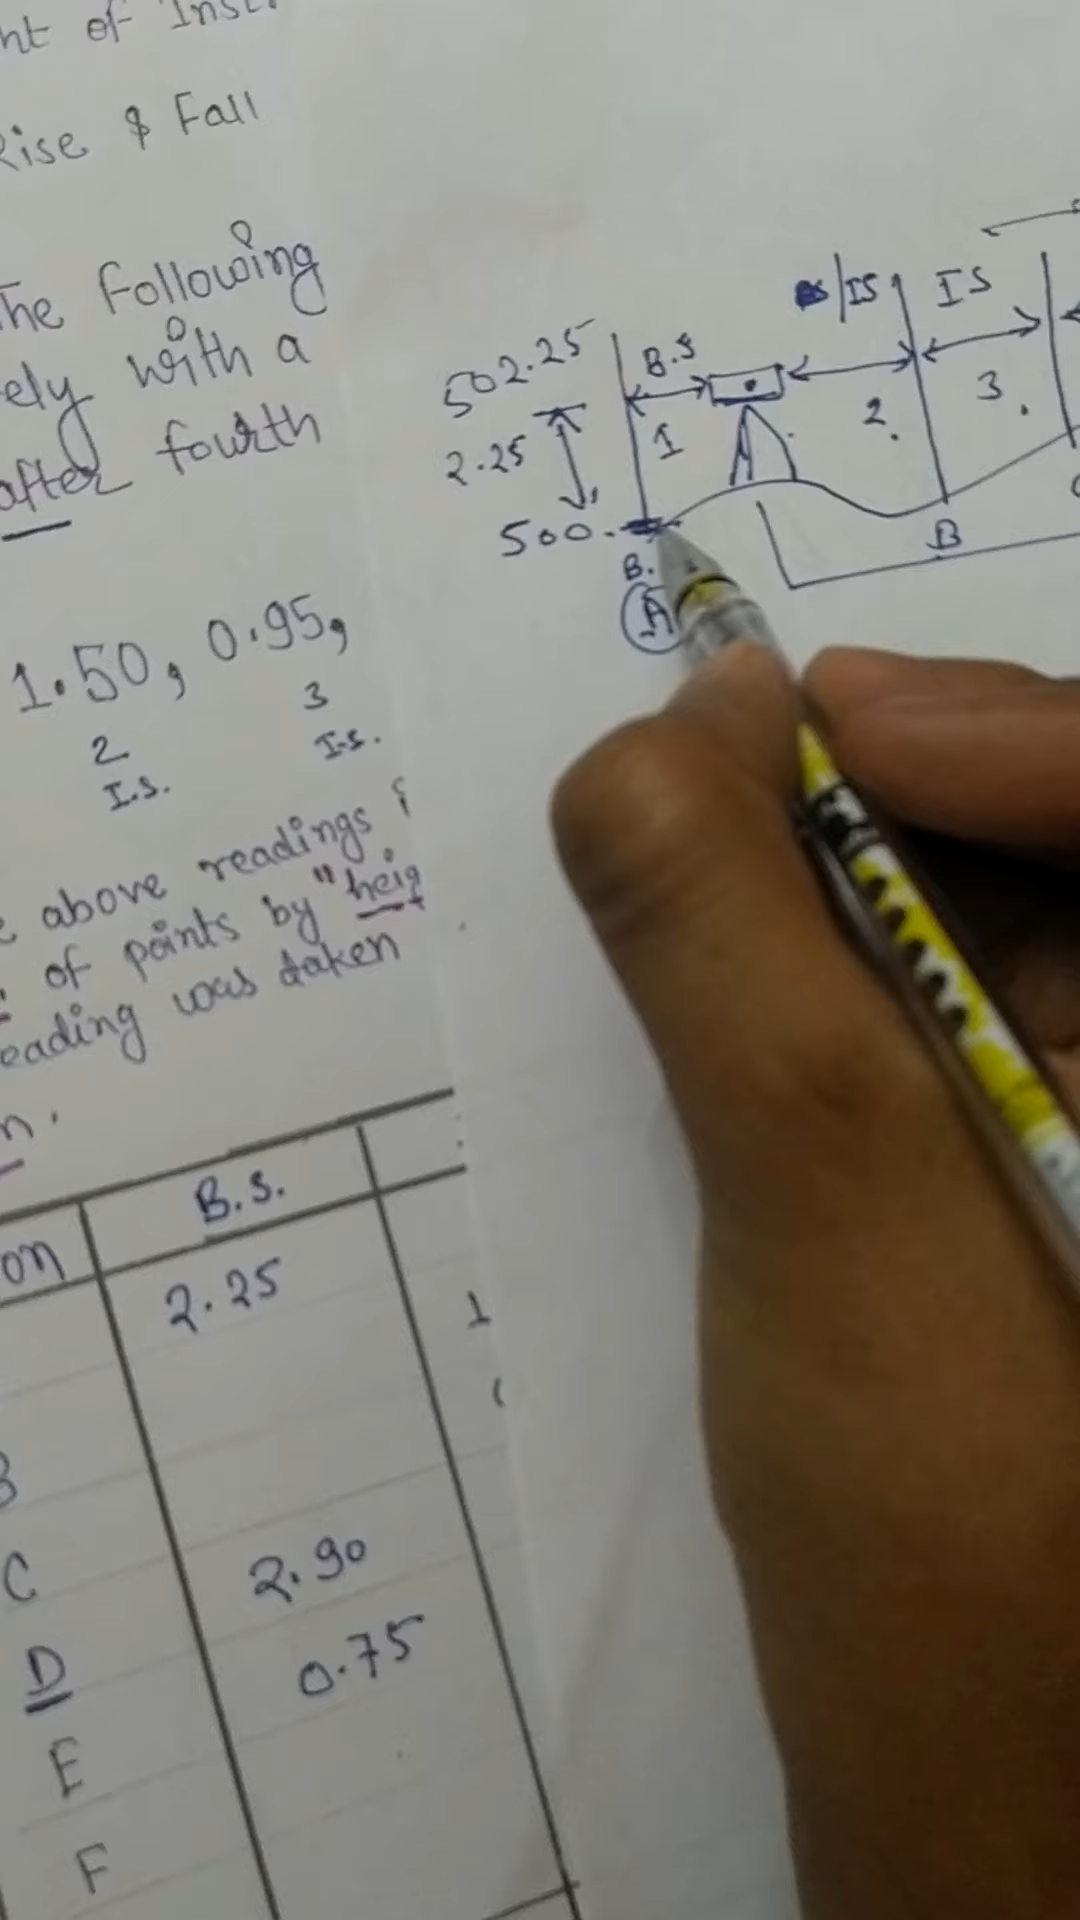 of Inst.
Rise & Fall
The following
ely with a
after fourth
1.50, 0.95,
2 3
I.S. I.S.
above readings
of points by "heig
eading was taken
n.
on B.S.
2.25
B
C 2.90
D 0.75
E
F
502.25
2.25
500.
B.S
1
IS
2.
IS
3.
B.
A
B